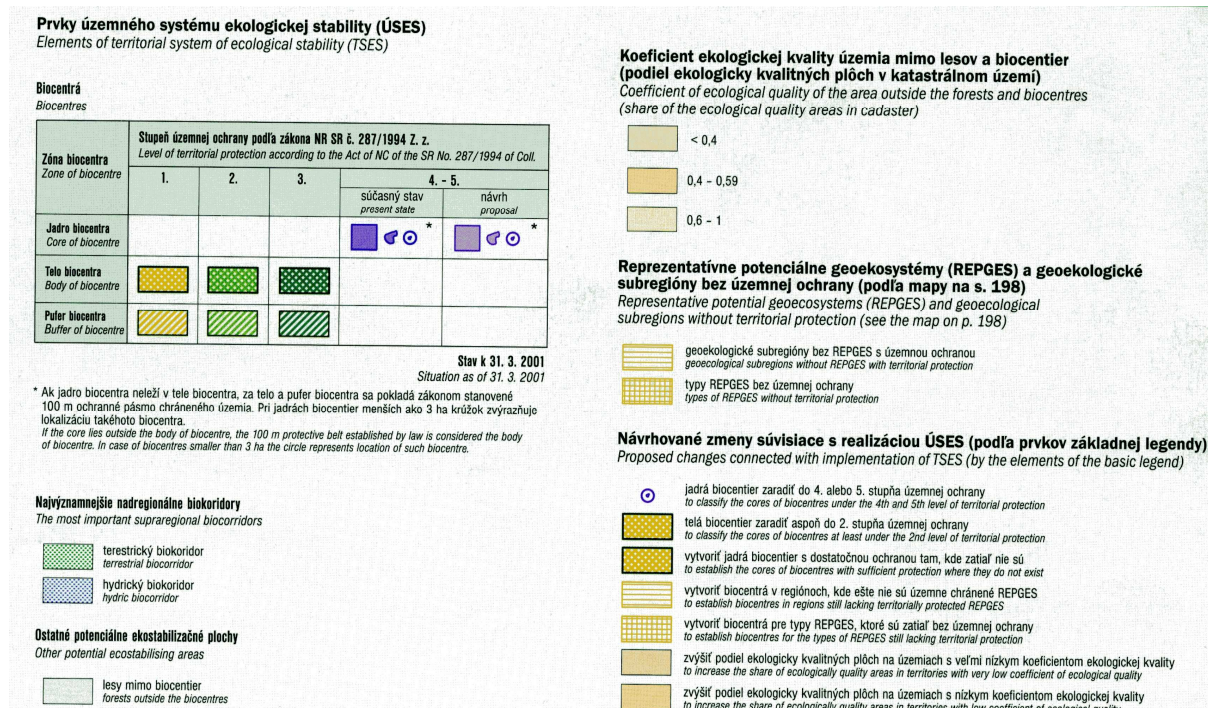 Prvky územného systému ekologickej stability (ÚSES)
Elements of territorial system of ecological stability (TSES)
Biocentrá
Biocentres
Zóna biocentra
Zone of biocentre
Stupeň územnej ochrany podľa zákona NR SR č. 287/1994 Z. z.
Level of territorial protection according to the Act of NC of the SR No. 287/1994 of Coll.
1.
2.
3.
4. - 5.
súčasný stav
present state
návrh
proposal
Jadro biocentra
Core of biocentre
*
*
Telo biocentra
Body of biocentre
Pufer biocentra
Buffer of biocentre
Stav k 31. 3. 2001
Situation as of 31. 3. 2001
* Ak jadro biocentra neleží v tele biocentra, za telo a pufer biocentra sa pokladá zákonom stanovené
100 m ochranné pásmo chráneného územia. Pri jadrách biocentier menších ako 3 ha krúžok zvýrazňuje
lokalizáciu takéhoto biocentra.
If the core lies outside the body of biocentre, the 100 m protective belt established by law is considered the body
of biocentre. In case of biocentres smaller than 3 ha the circle represents location of such biocentre.
Najvýznamnejšie nadregionálne biokoridory
The most important supraregional biocorridors
terestrický biokoridor
terrestrial biocorridor
hydrický biokoridor
hydric biocorridor
Ostatné potenciálne ekostabilizačné plochy
Other potential ecostabilising areas
lesy mimo biocentier
forests outside the biocentres
Koeficient ekologickej kvality územia mimo lesov a biocentier
(podiel ekologicky kvalitných plôch v katastrálnom území)
Coefficient of ecological quality of the area outside the forests and biocentres
(share of the ecological quality areas in cadaster)
< 0,4
0,4 – 0,59
0,6 – 1
Reprezentatívne potenciálne geoekosystémy (REPGES) a geoekologické
subregióny bez územnej ochrany (podľa mapy na s. 198)
Representative potential geoecosystems (REPGES) and geoecological
subregions without territorial protection (see the map on p. 198)
geoekologické subregióny bez REPGES s územnou ochranou
geoecological subregions without REPGES with territorial protection
typy REPGES bez územnej ochrany
types of REPGES without territorial protection
Návrhované zmeny súvisiace s realizáciou ÚSES (podľa prvkov základnej legendy)
Proposed changes connected with implementation of TSES (by the elements of the basic legend)
jadrá biocentier zaradiť do 4. alebo 5. stupňa územnej ochrany
to classify the cores of biocentres under the 4th and 5th level of territorial protection
telá biocentier zaradiť aspoň do 2. stupňa územnej ochrany
to classify the cores of biocentres at least under the 2nd level of territorial protection
vytvoriť jadrá biocentier s dostatočnou ochranou tam, kde zatiaľ nie sú
to establish the cores of biocentres with sufficient protection where they do not exist
vytvoriť biocentrá v regiónoch, kde ešte nie sú územne chránené REPGES
to establish biocentres in regions still lacking territorially protected REPGES
vytvoriť biocentrá pre typy REPGES, ktoré sú zatiaľ bez územnej ochrany
to establish biocentres for the types of REPGES still lacking territorial protection
zvýšiť podiel ekologicky kvalitných plôch na územiach s veľmi nízkym koeficientom ekologickej kvality
to increase the share of ecologically quality areas in territories with very low coefficient of ecological quality
zvýšiť podiel ekologicky kvalitných plôch na územiach s nízkym koeficientom ekologickej kvality
to increase the share of ecologically quality areas in territories with low coefficient of ecological quality